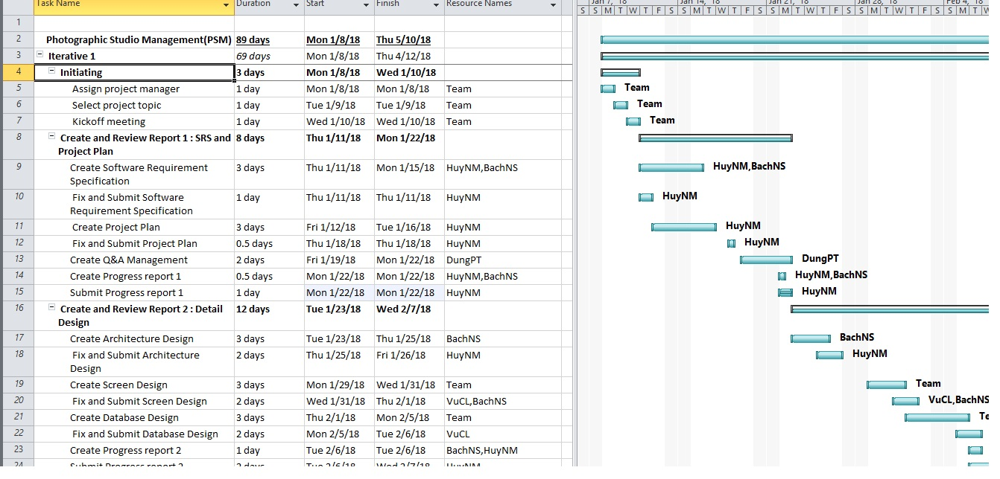 Task Name Duration Start Finish Resource Names Jan 7, '18 Jan 14, '18 Jan 21, '18 Jan 28, '18 Feb 4, '18
S S M T W T F S S M T W T F S S M T W T F S S M T W T F S S M T W
1
2 Photographic Studio Management(PSM) 89 days Mon 1/8/18 Thu 5/10/18
3 Iterative 1 69 days Mon 1/8/18 Thu 4/12/18
4 Initiating 3 days Mon 1/8/18 Wed 1/10/18
5 Assign project manager 1 day Mon 1/8/18 Mon 1/8/18 Team Team
6 Select project topic 1 day Tue 1/9/18 Tue 1/9/18 Team Team
7 Kickoff meeting 1 day Wed 1/10/18 Wed 1/10/18 Team Team
8 Create and Review Report 1 : SRS and 8 days Thu 1/11/18 Mon 1/22/18
Project Plan
9 Create Software Requirement 3 days Thu 1/11/18 Mon 1/15/18 HuyNM,BachNS HuyNM,BachNS
Specification
10 Fix and Submit Software 1 day Thu 1/11/18 Thu 1/11/18 HuyNM HuyNM
Requirement Specification
11 Create Project Plan 3 days Fri 1/12/18 Tue 1/16/18 HuyNM HuyNM
12 Fix and Submit Project Plan 0.5 days Thu 1/18/18 Thu 1/18/18 HuyNM HuyNM
13 Create Q&A Management 2 days Fri 1/19/18 Mon 1/22/18 DungPT DungPT
14 Create Progress report 1 0.5 days Mon 1/22/18 Mon 1/22/18 HuyNM,BachNS HuyNM,BachNS
15 Submit Progress report 1 1 day Mon 1/22/18 Mon 1/22/18 HuyNM HuyNM
16 Create and Review Report 2 : Detail 12 days Tue 1/23/18 Wed 2/7/18
Design
17 Create Architecture Design 3 days Tue 1/23/18 Thu 1/25/18 BachNS BachNS
18 Fix and Submit Architecture 2 days Thu 1/25/18 Fri 1/26/18 HuyNM HuyNM
Design
19 Create Screen Design 3 days Mon 1/29/18 Wed 1/31/18 Team Team
20 Fix and Submit Screen Design 2 days Wed 1/31/18 Thu 2/1/18 VuCL,BachNS VuCL,BachNS
21 Create Database Design 3 days Thu 2/1/18 Mon 2/5/18 Team Te
22 Fix and Submit Database Design 2 days Mon 2/5/18 Tue 2/6/18 VuCL
23 Create Progress report 2 1 day Tue 2/6/18 Tue 2/6/18 BachNS,HuyNM
24 Submit Progress report 2 2 days Tue 2/6/18 Wed 2/7/18 HuyNM